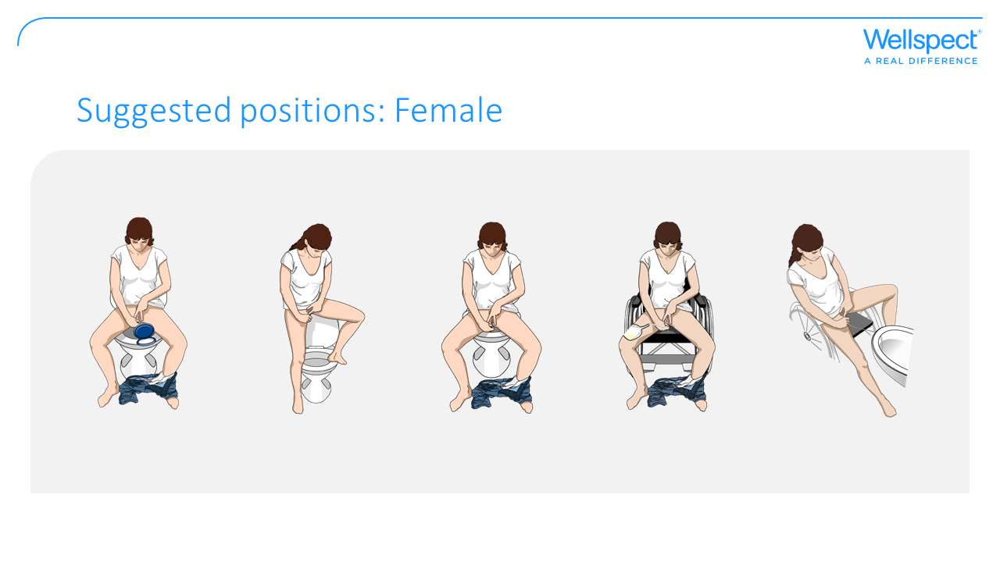 Wellspect®
A REAL DIFFERENCE
Suggested positions: Female